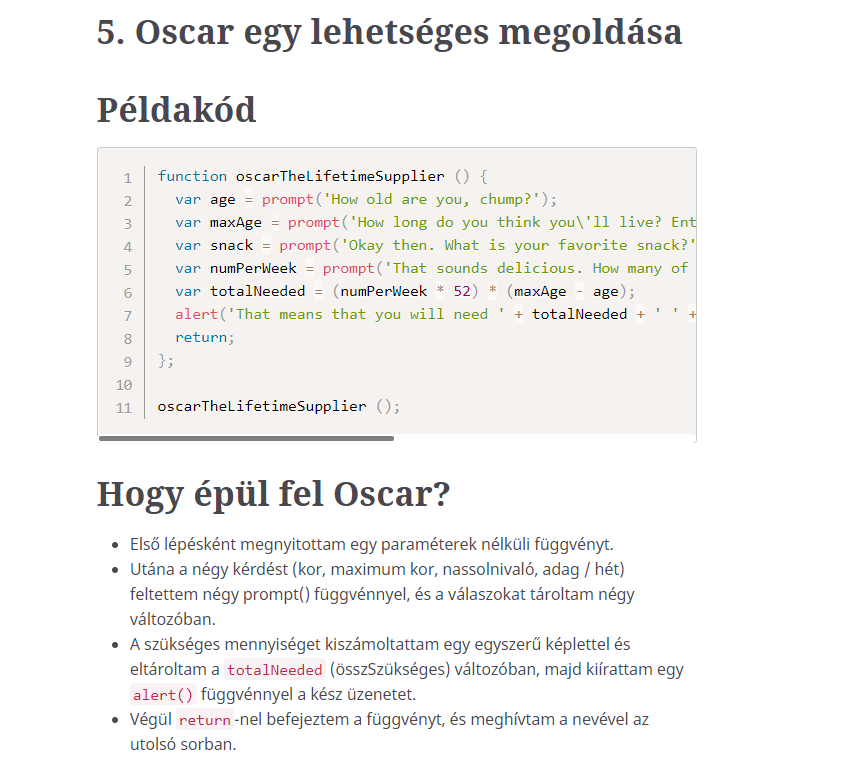 5. Oscar egy lehetséges megoldása
Példakód
1 function oscarTheLifetimeSupplier () {
2 var age = prompt('How old are you, chump?');
3 var maxAge = prompt('How long do you think you\'ll live? Ent
4 var snack = prompt('Okay then. What is your favorite snack?'
5 var numPerWeek = prompt('That sounds delicious. How many of
6 var totalNeeded = (numPerWeek * 52) * (maxAge - age);
7 alert('That means that you will need ' + totalNeeded + ' ' +
8 return;
9 };
10
11 oscarTheLifetimeSupplier ();
Hogy épül fel Oscar?
• Első lépésként megnyitottam egy paraméterek nélküli függvényt.
• Utána a négy kérdést (kor, maximum kor, nassolnivaló, adag / hét)
feltettem négy prompt() függvénnyel, és a válaszokat tároltam négy
változóban.
• A szükséges mennyiséget kiszámoltattam egy egyszerű képlettel és
eltároltam a totalNeeded (összSzükséges) változóban, majd kiírattam egy
alert() függvénnyel a kész üzenetet.
• Végül return-nel befejeztem a függvényt, és meghívtam a nevével az
utolsó sorban.